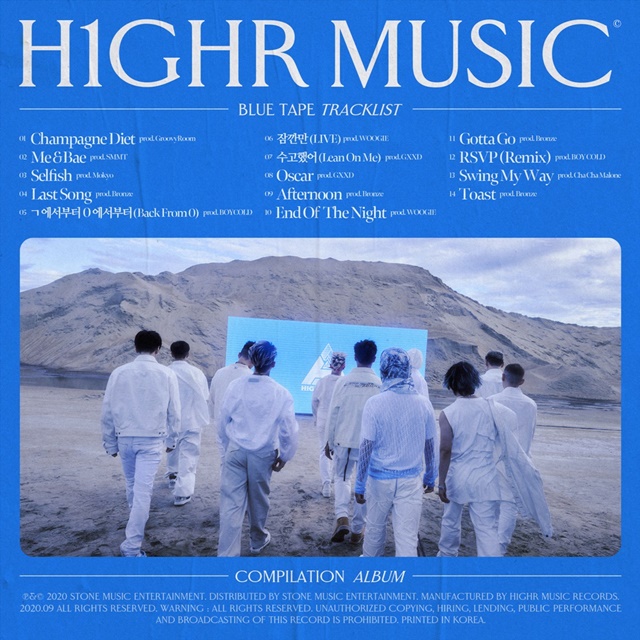 H1GHR MUSIC©
BLUE TAPE TRACKLIST
01 Champagne Diet prod. GroovyRoom
02 Me & Bae prod. SMMT
03 Selfish prod. Mokyo
04 Last Song prod. Bronze
05 ㄱ에서부터 0에서부터 (Back From 0) prod. BOYCOLD
06 잠깐만 (LIVE) prod. WOOGIE
07 수고했어 (Lean On Me) prod. GXXD
08 Oscar prod. GXXD
09 Afternoon prod. Bronze
10 End Of The Night prod. WOOGIE
11 Gotta Go prod. Bronze
12 RSVP (Remix) prod. BOYCOLD
13 Swing My Way prod. Cha Cha Malone
14 Toast prod. Bronze
COMPILATION ALBUM
℗&© 2020 STONE MUSIC ENTERTAINMENT. DISTRIBUTED BY STONE MUSIC ENTERTAINMENT, MANUFACTURED BY H1GHR MUSIC RECORDS.
2020.09 ALL RIGHTS RESERVED. WARNING : ALL RIGHTS RESERVED. UNAUTHORIZED COPYING, HIRING, LENDING, PUBLIC PERFORMANCE
AND BROADCASTING OF THIS RECORD IS PROHIBITED. PRINTED IN KOREA.